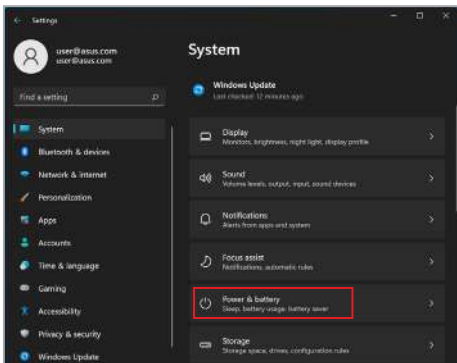 Settings
user@asus.com
user@asus.com
Find a setting
System
Bluetooth & devices
Network & internet
Personalization
Apps
Accounts
Time & language
Gaming
Accessibility
Privacy & security
Windows Update
System
Windows Update
Last checked: 12 minutes ago
Display
Monitors, brightness, night light, display profile
Sound
Volume levels, output, input, sound devices
Notifications
Alerts from apps and system
Focus assist
Notifications, automatic rules
Power & battery
Sleep, battery usage, battery saver
Storage
Storage space, drives, configuration rules